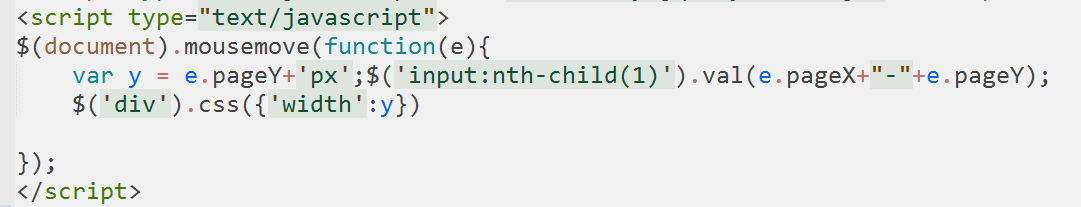 <script type="text/javascript">
$(document).mousemove(function(e){
    var y = e.pageY+'px';$('input:nth-child(1)').val(e.pageX+"-"+e.pageY);
    $('div').css({'width':y})
});
</script>